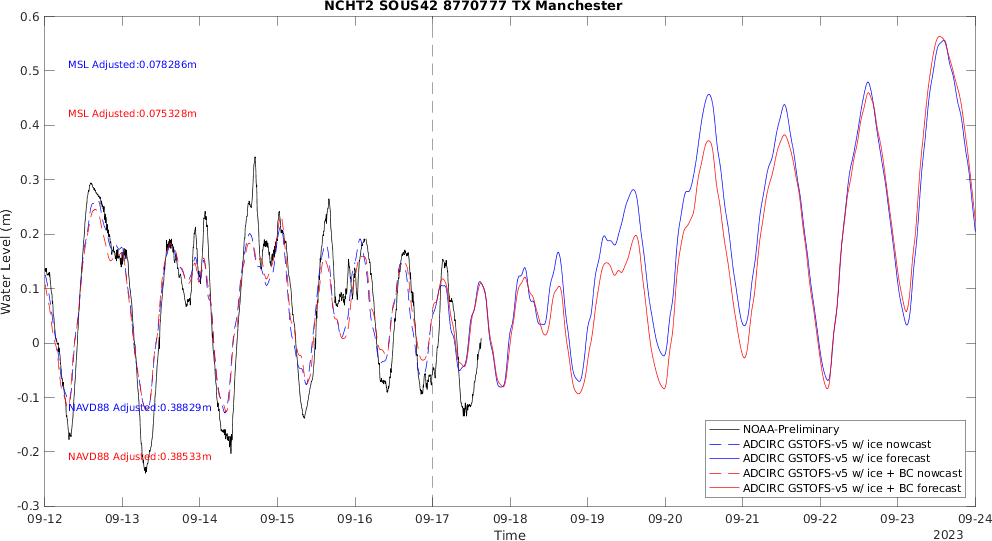 NCHT2 SOUS42 8770777 TX Manchester
0.6
0.5
0.4
0.3
0.2
0.1
0
-0.1
-0.2
-0.3
Water Level (m)
MSL Adjusted:0.078286m
MSL Adjusted:0.075328m
NAVD88 Adjusted:0.38829m
NAVD88 Adjusted:0.38533m
NOAA-Preliminary
ADCIRC GSTOFS-v5 w/ ice nowcast
ADCIRC GSTOFS-v5 w/ ice forecast
ADCIRC GSTOFS-v5 w/ ice + BC nowcast
ADCIRC GSTOFS-v5 w/ ice + BC forecast
09-12 09-13 09-14 09-15 09-16 09-17 09-18 09-19 09-20 09-21 09-22 09-23 09-24
Time
2023